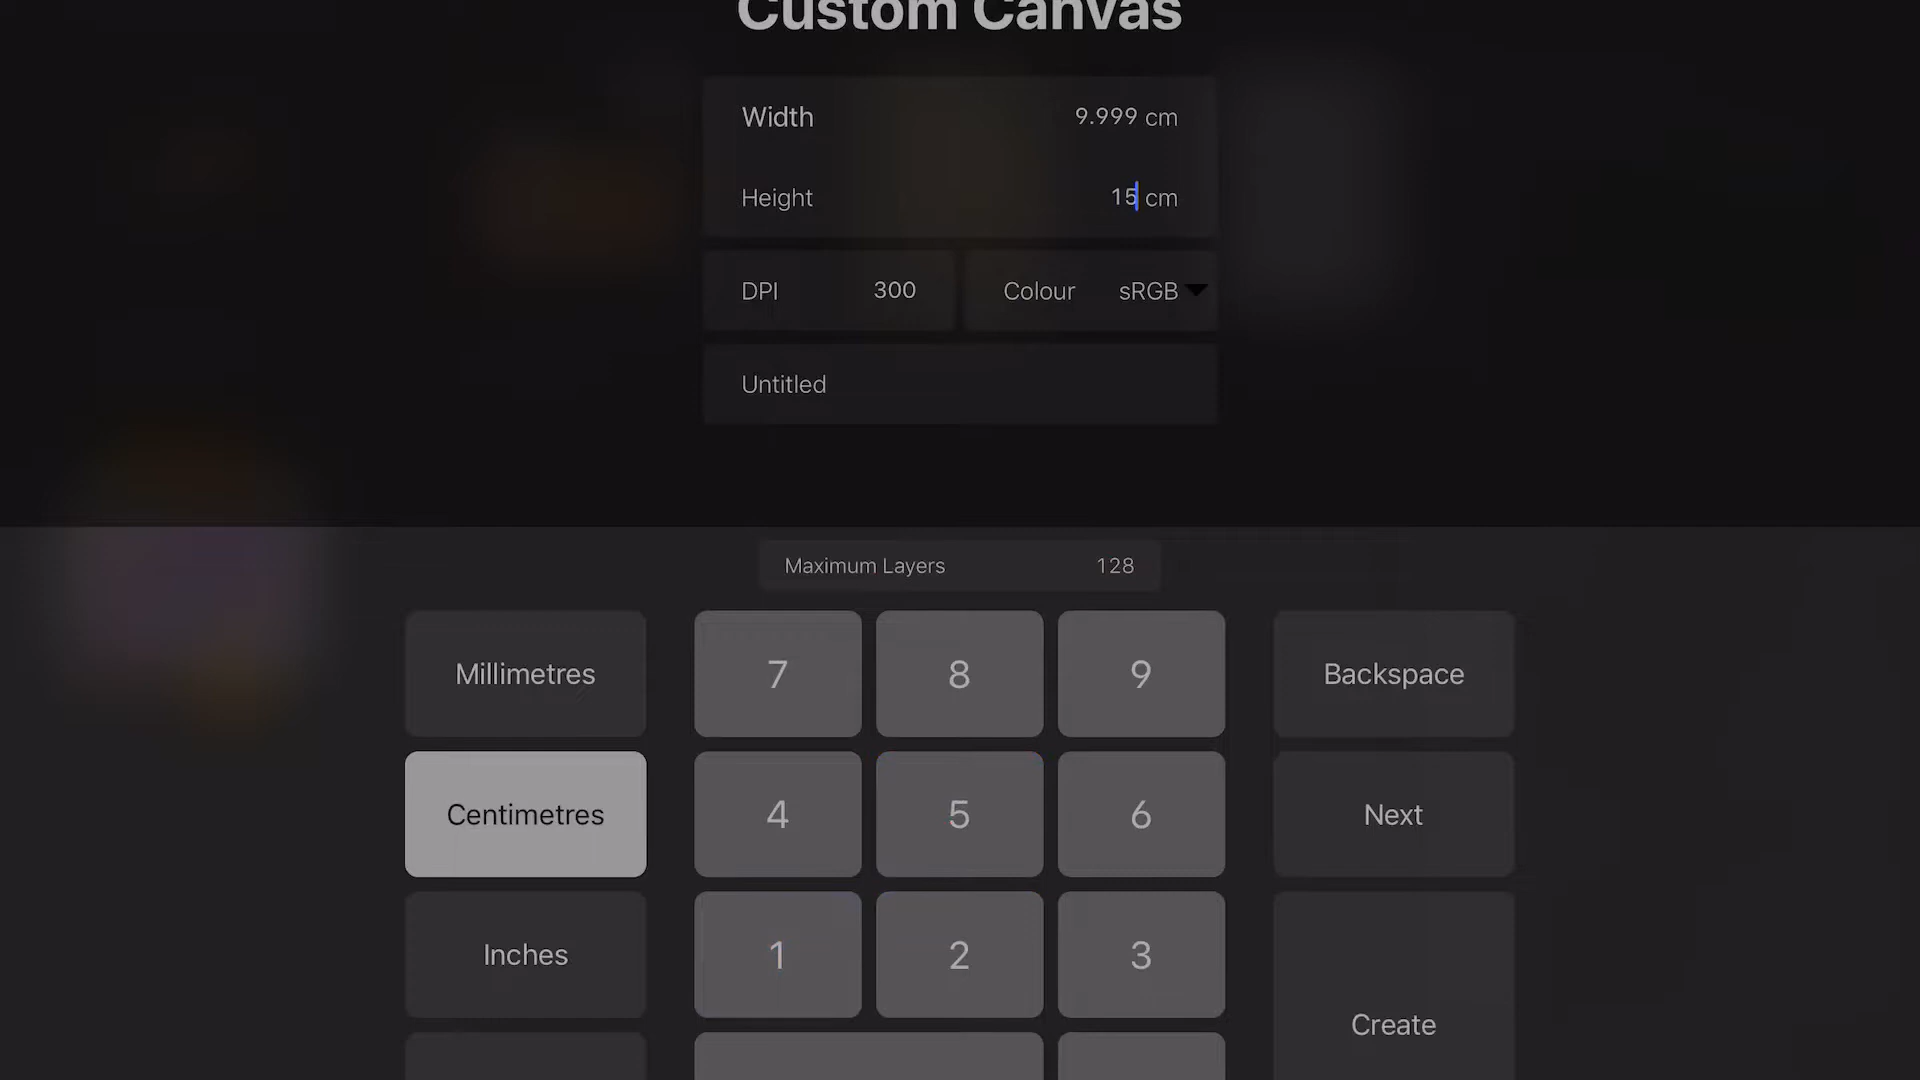 Custom Canvas
Width 9.999 cm
Height 15 cm
DPI 300 Colour sRGB
Untitled
Maximum Layers 128
Millimetres 7 8 9 Backspace
Centimetres 4 5 6 Next
Inches 1 2 3
Create